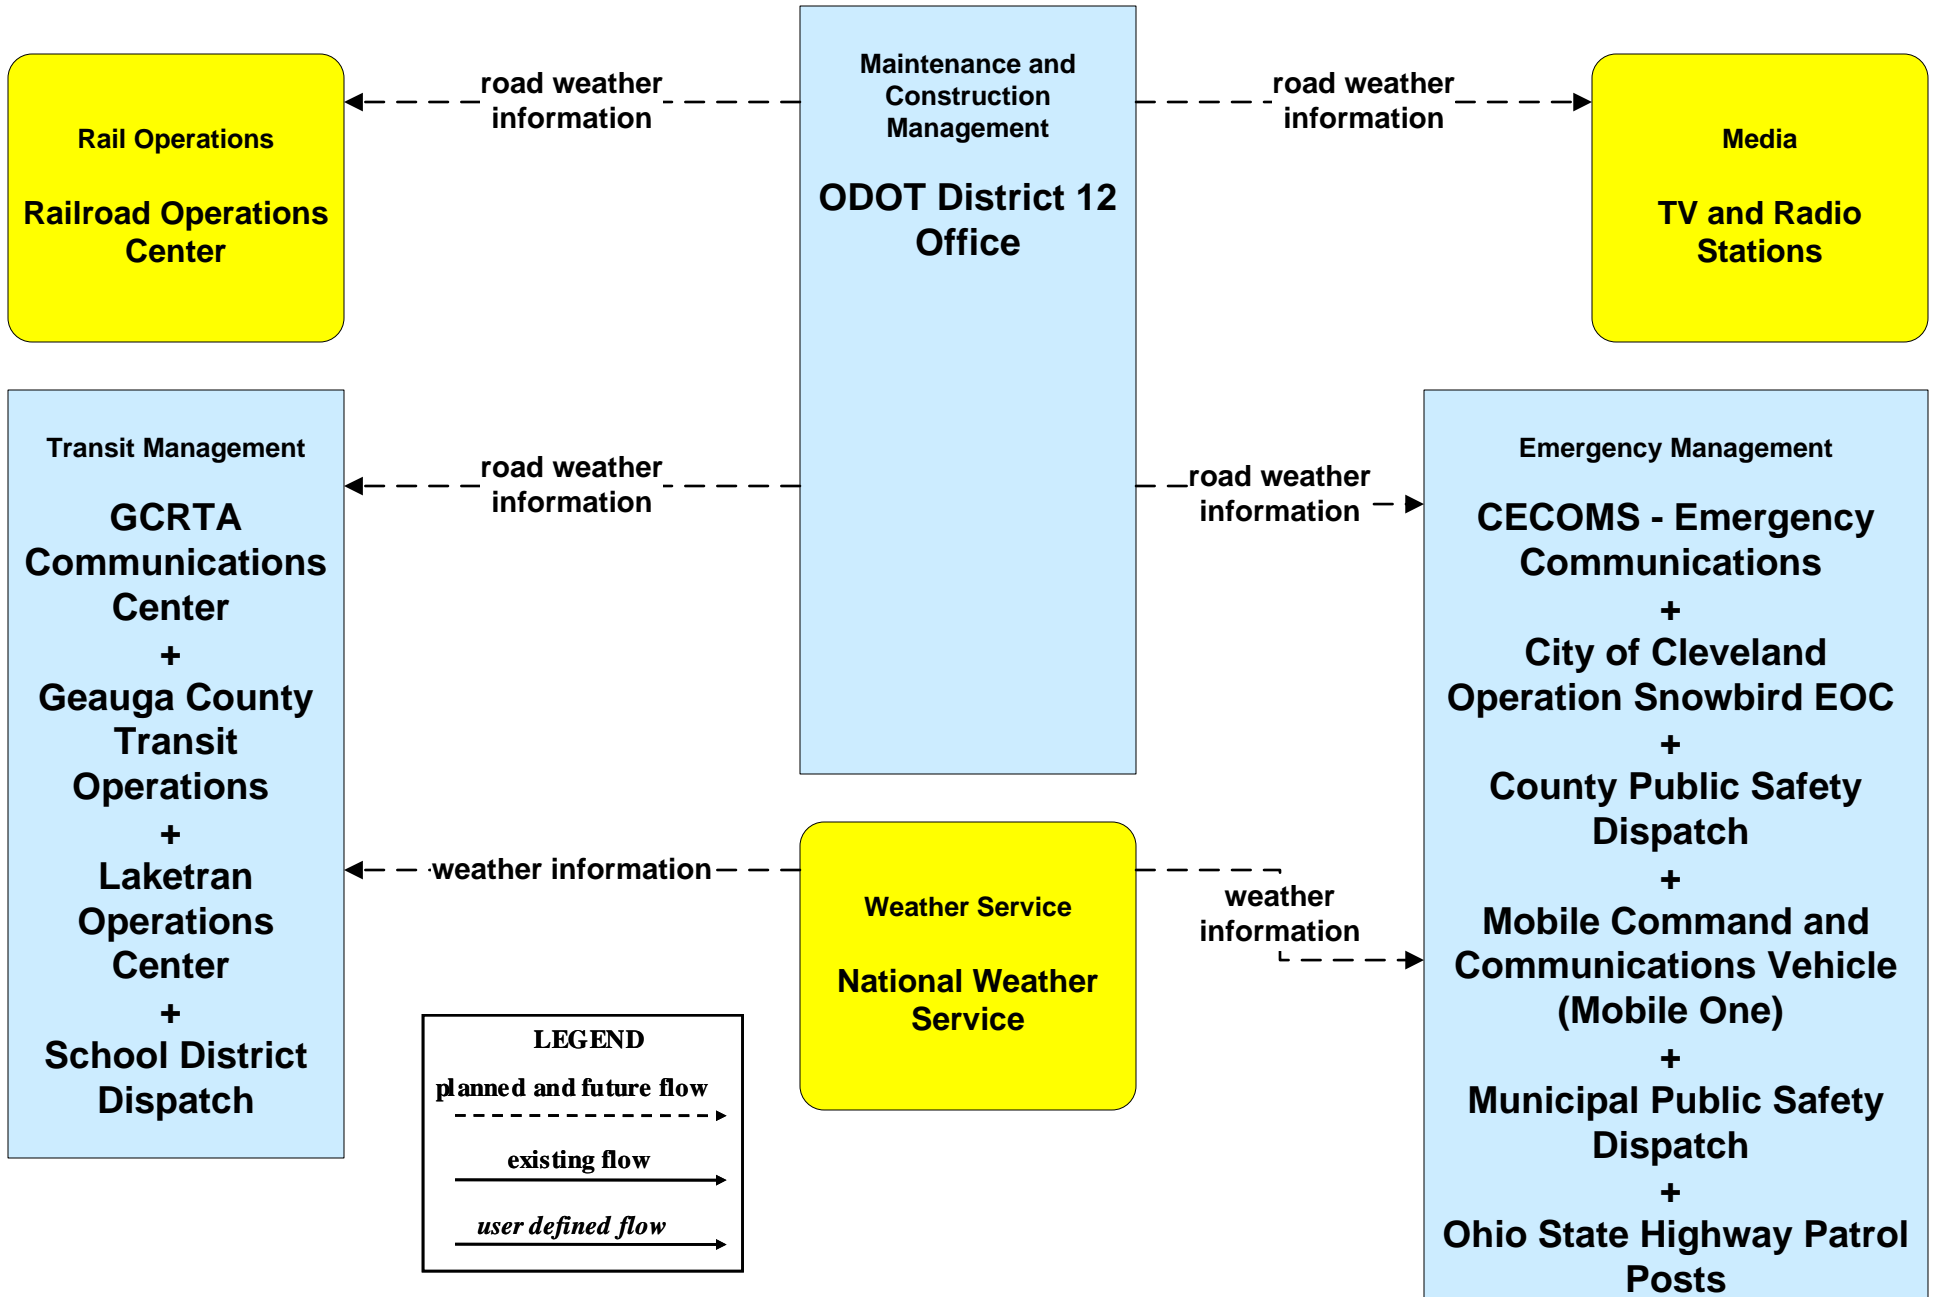 Rail Operations
Railroad Operations
Center
road weather
information
Maintenance and
Construction
Management
ODOT District 12
Office
road weather
information
Media
TV and Radio
Stations
Transit Management
GCRTA
Communications
Center
+
Geauga County
Transit
Operations
+
Laketran
Operations
Center
+
School District
Dispatch
road weather
information
road weather
information
Emergency Management
CECOMS - Emergency
Communications
+
City of Cleveland
Operation Snowbird EOC
+
County Public Safety
Dispatch
+
Mobile Command and
Communications Vehicle
(Mobile One)
+
Municipal Public Safety
Dispatch
+
Ohio State Highway Patrol
Posts
weather information
Weather Service
National Weather
Service
weather
information
LEGEND
planned and future flow
existing flow
user defined flow